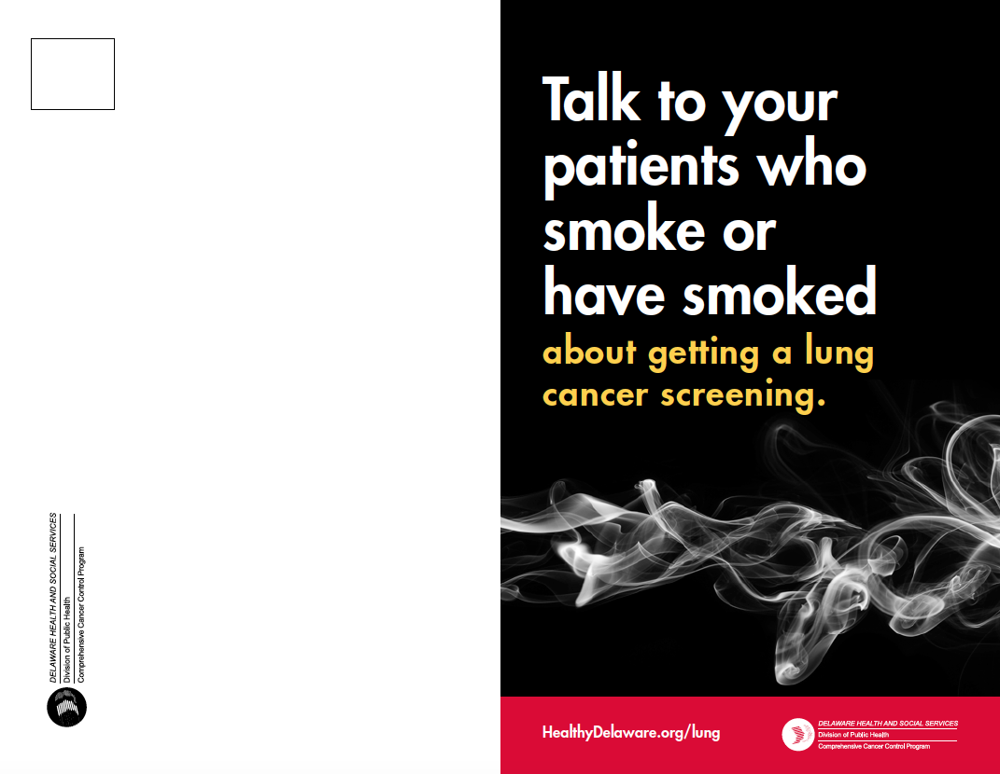 DELAWARE HEALTH AND SOCIAL SERVICES
Division of Public Health
Comprehensive Cancer Control Program
Talk to your
patients who
smoke or
have smoked
about getting a lung
cancer screening.
HealthyDelaware.org/lung
DELAWARE HEALTH AND SOCIAL SERVICES
Division of Public Health
Comprehensive Cancer Control Program